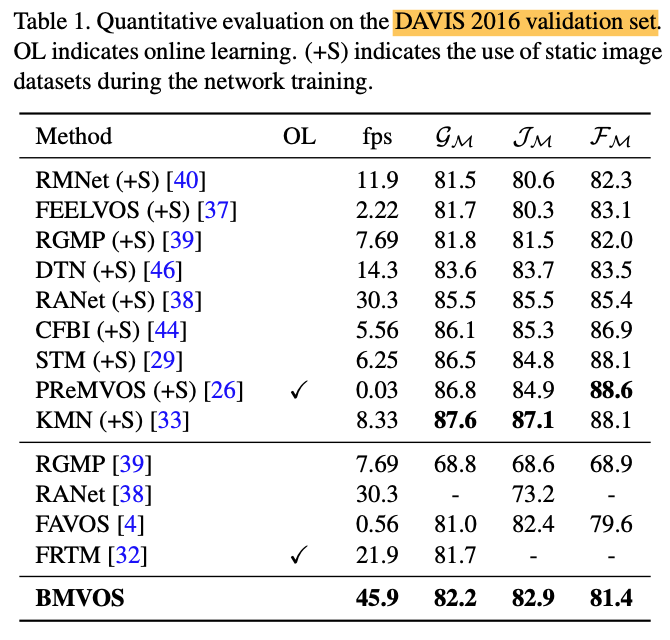 Table 1. Quantitative evaluation on the DAVIS 2016 validation set.
OL indicates online learning. (+S) indicates the use of static image
datasets during the network training.
Method OL fps 𝒢ℳ 𝒥ℳ ℱℳ
RMNet (+S) [40] 11.9 81.5 80.6 82.3
FEELVOS (+S) [37] 2.22 81.7 80.3 83.1
RGMP (+S) [39] 7.69 81.8 81.5 82.0
DTN (+S) [46] 14.3 83.6 83.7 83.5
RANet (+S) [38] 30.3 85.5 85.5 85.4
CFBI (+S) [44] 5.56 86.1 85.3 86.9
STM (+S) [29] 6.25 86.5 84.8 88.1
PReMVOS (+S) [26] ✓ 0.03 86.8 84.9 88.6
KMN (+S) [33] 8.33 87.6 87.1 88.1
RGMP [39] 7.69 68.8 68.6 68.9
RANet [38] 30.3 - 73.2 -
FAVOS [4] 0.56 81.0 82.4 79.6
FRTM [32] ✓ 21.9 81.7 - -
BMVOS 45.9 82.2 82.9 81.4